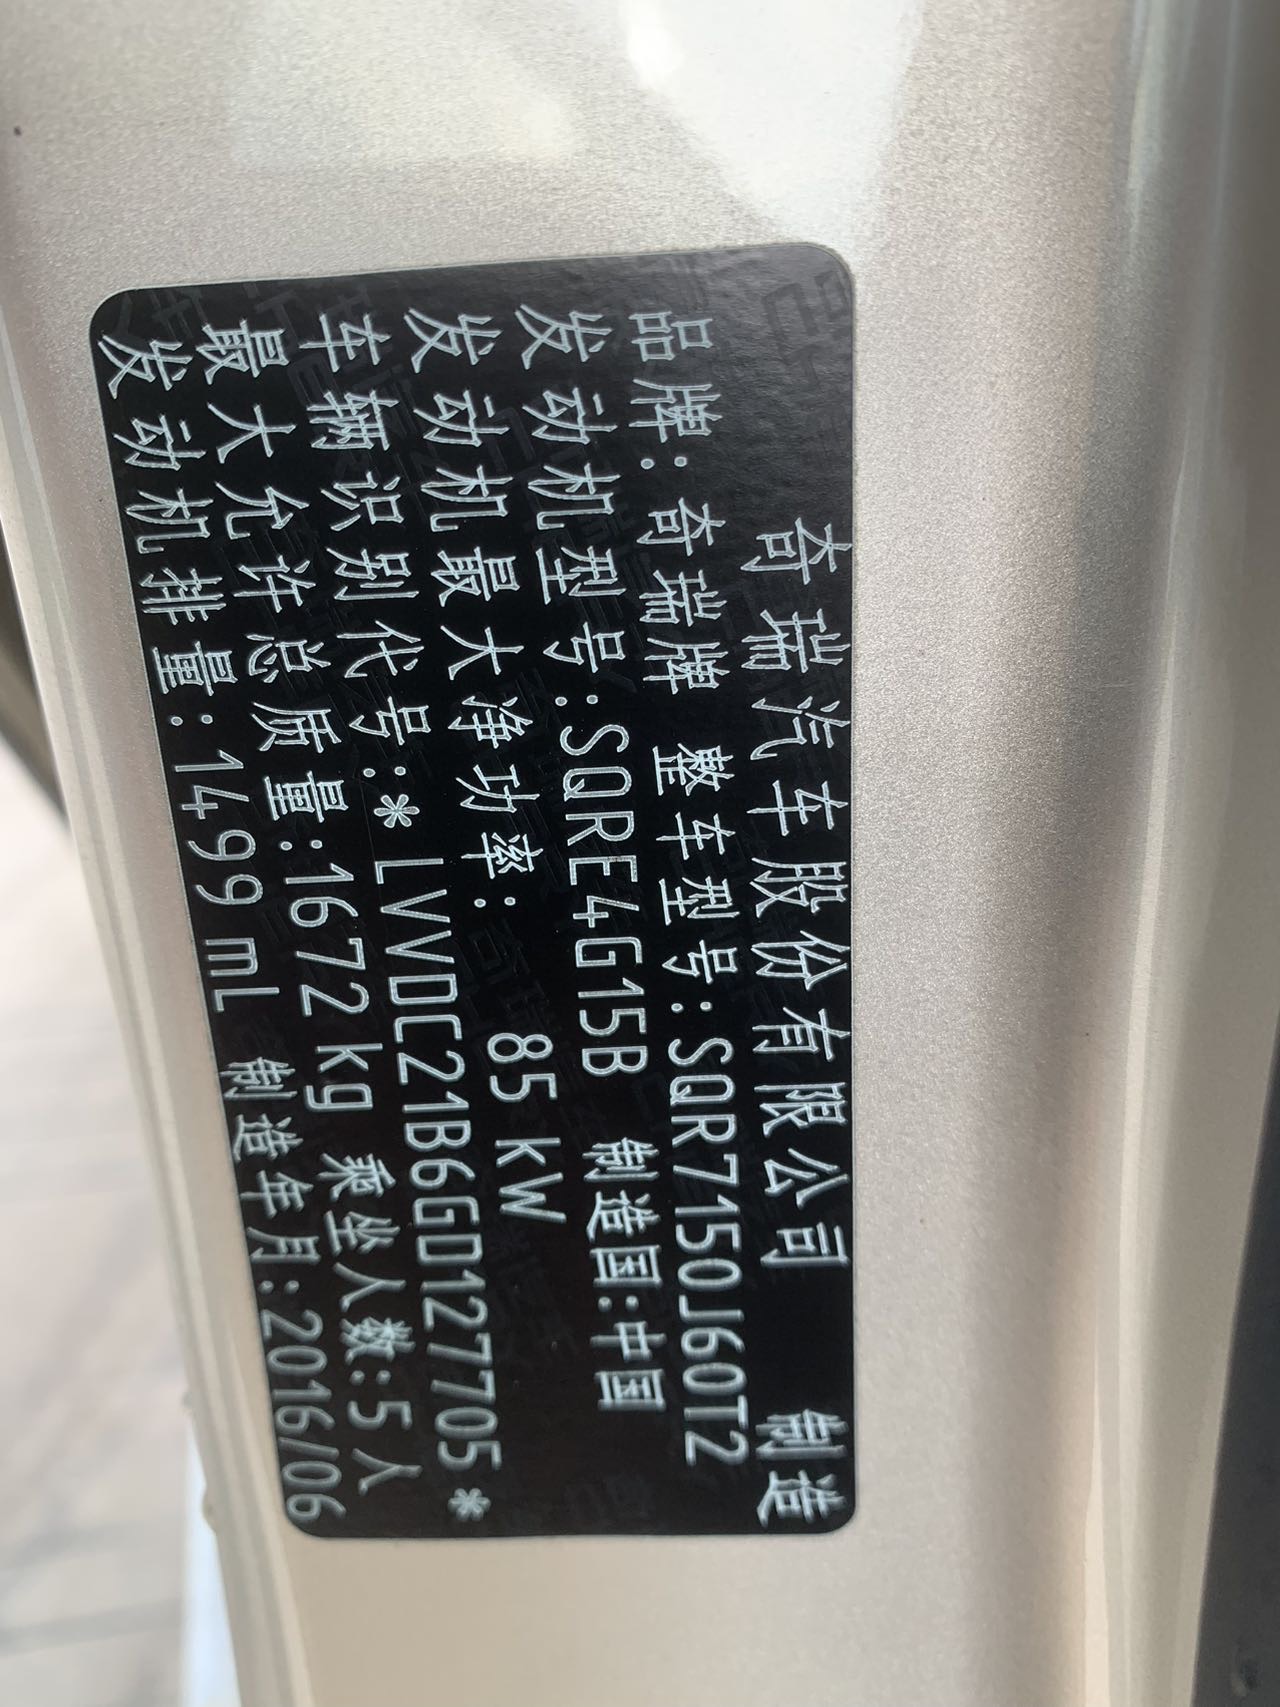 奇瑞汽车股份有限公司 制造
品牌:奇瑞牌 整车型号:SQR7150J60T2
发动机型号:SQRE4G15B 制造国:中国
发动机最大净功率: 85 KW
车辆识别代号:* LVVDC21B6GD127705 *
最大允许总质量:1672 kg 乘坐人数:5人
发动机排量:1499 mL 制造年月:2016/06